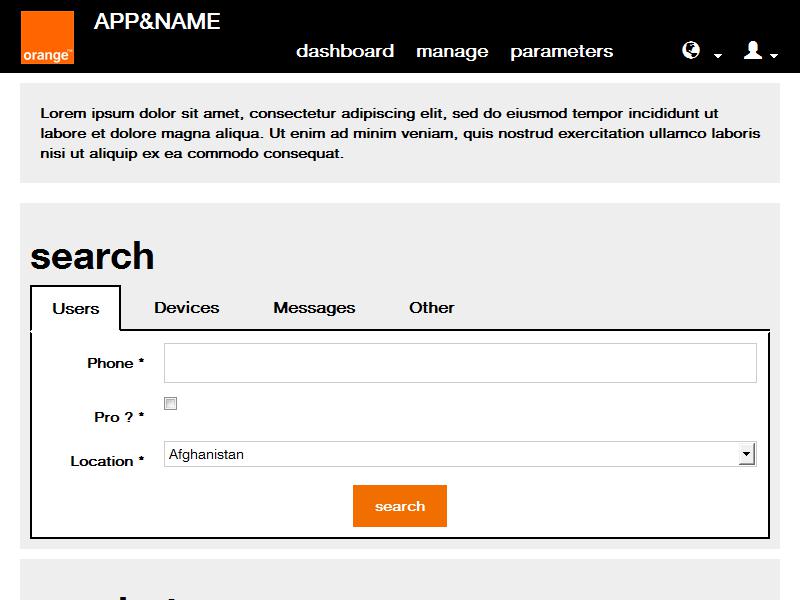 APP&NAME
orange™
dashboard manage parameters
Lorem ipsum dolor sit amet, consectetur adipiscing elit, sed do eiusmod tempor incididunt ut
labore et dolore magna aliqua. Ut enim ad minim veniam, quis nostrud exercitation ullamco laboris
nisi ut aliquip ex ea commodo consequat.
search
Users Devices Messages Other
Phone *
Pro ? *
Location * Afghanistan
search